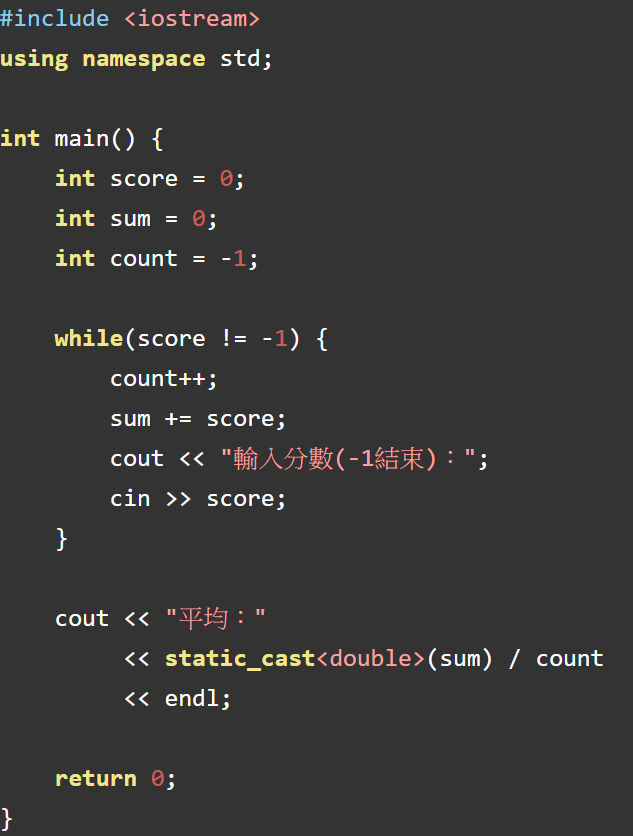 #include <iostream>
using namespace std;
int main() {
    int score = 0;
    int sum = 0;
    int count = -1;
    while(score != -1) {
        count++;
        sum += score;
        cout << "輸入分數(-1結束)：";
        cin >> score;
    }
    cout << "平均："
         << static_cast<double>(sum) / count
         << endl;
    return 0;
}